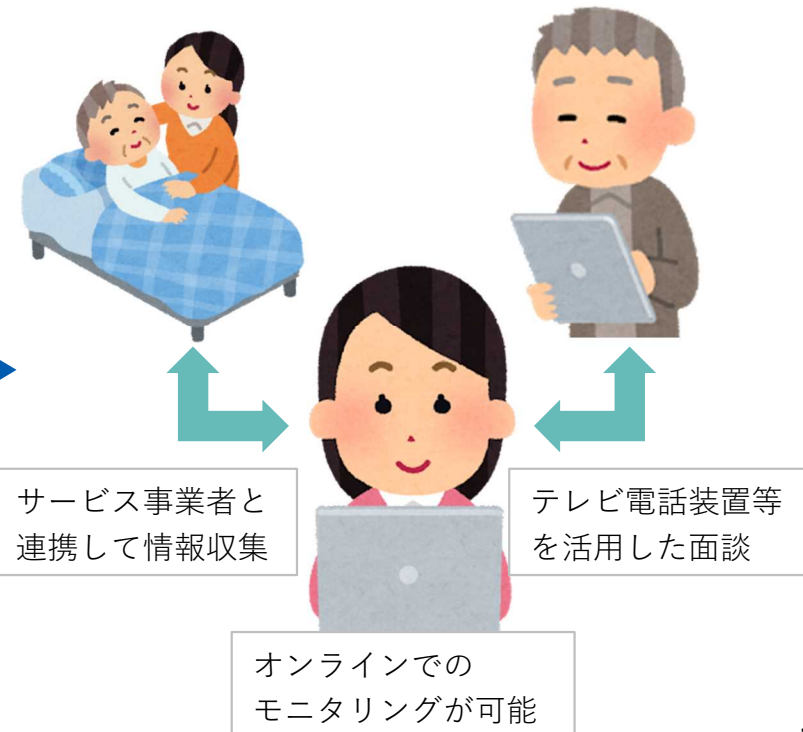 サービス事業者と
連携して情報収集
テレビ電話装置等
を活用した面談
オンラインでの
モニタリングが可能